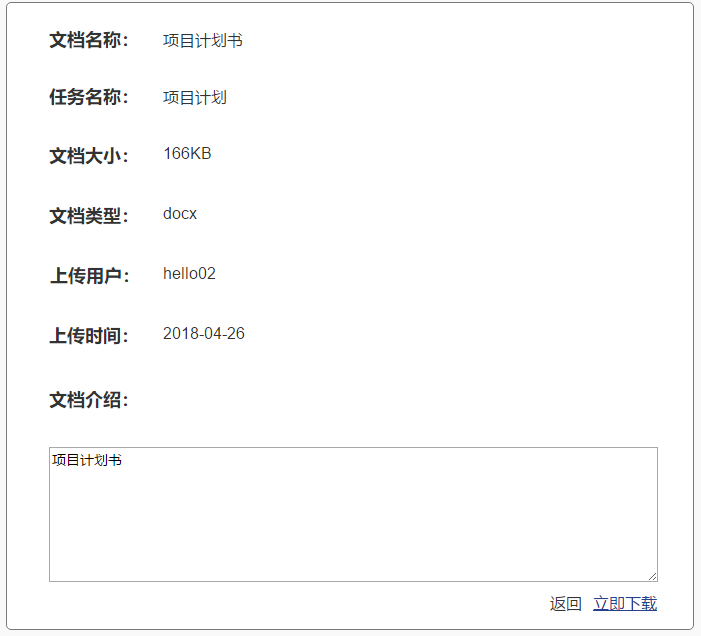 文档名称： 项目计划书
任务名称： 项目计划
文档大小： 166KB
文档类型： docx
上传用户： hello02
上传时间： 2018-04-26
文档介绍：
项目计划书
返回 立即下载